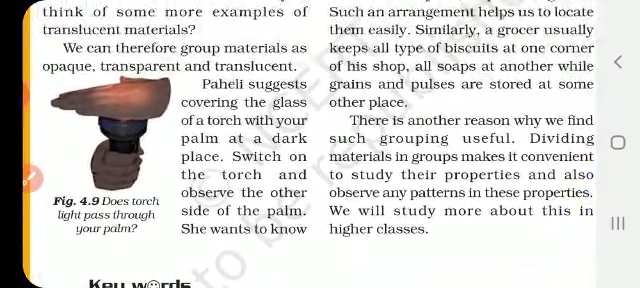 think of some more examples of
translucent materials?
We can therefore group materials as
opaque, transparent and translucent.
Paheli suggests
covering the glass
of a torch with your
palm at a dark
place. Switch on
the torch and
observe the other
side of the palm.
She wants to know
Fig. 4.9 Does torch
light pass through
your palm?
Such an arrangement helps us to locate
them easily. Similarly, a grocer usually
keeps all type of biscuits at one corner
of his shop, all soaps at another while
grains and pulses are stored at some
other place.
There is another reason why we find
such grouping useful. Dividing
materials in groups makes it convenient
to study their properties and also
observe any patterns in these properties.
We will study more about this in
higher classes.
Key words
© NCERT
to be republished